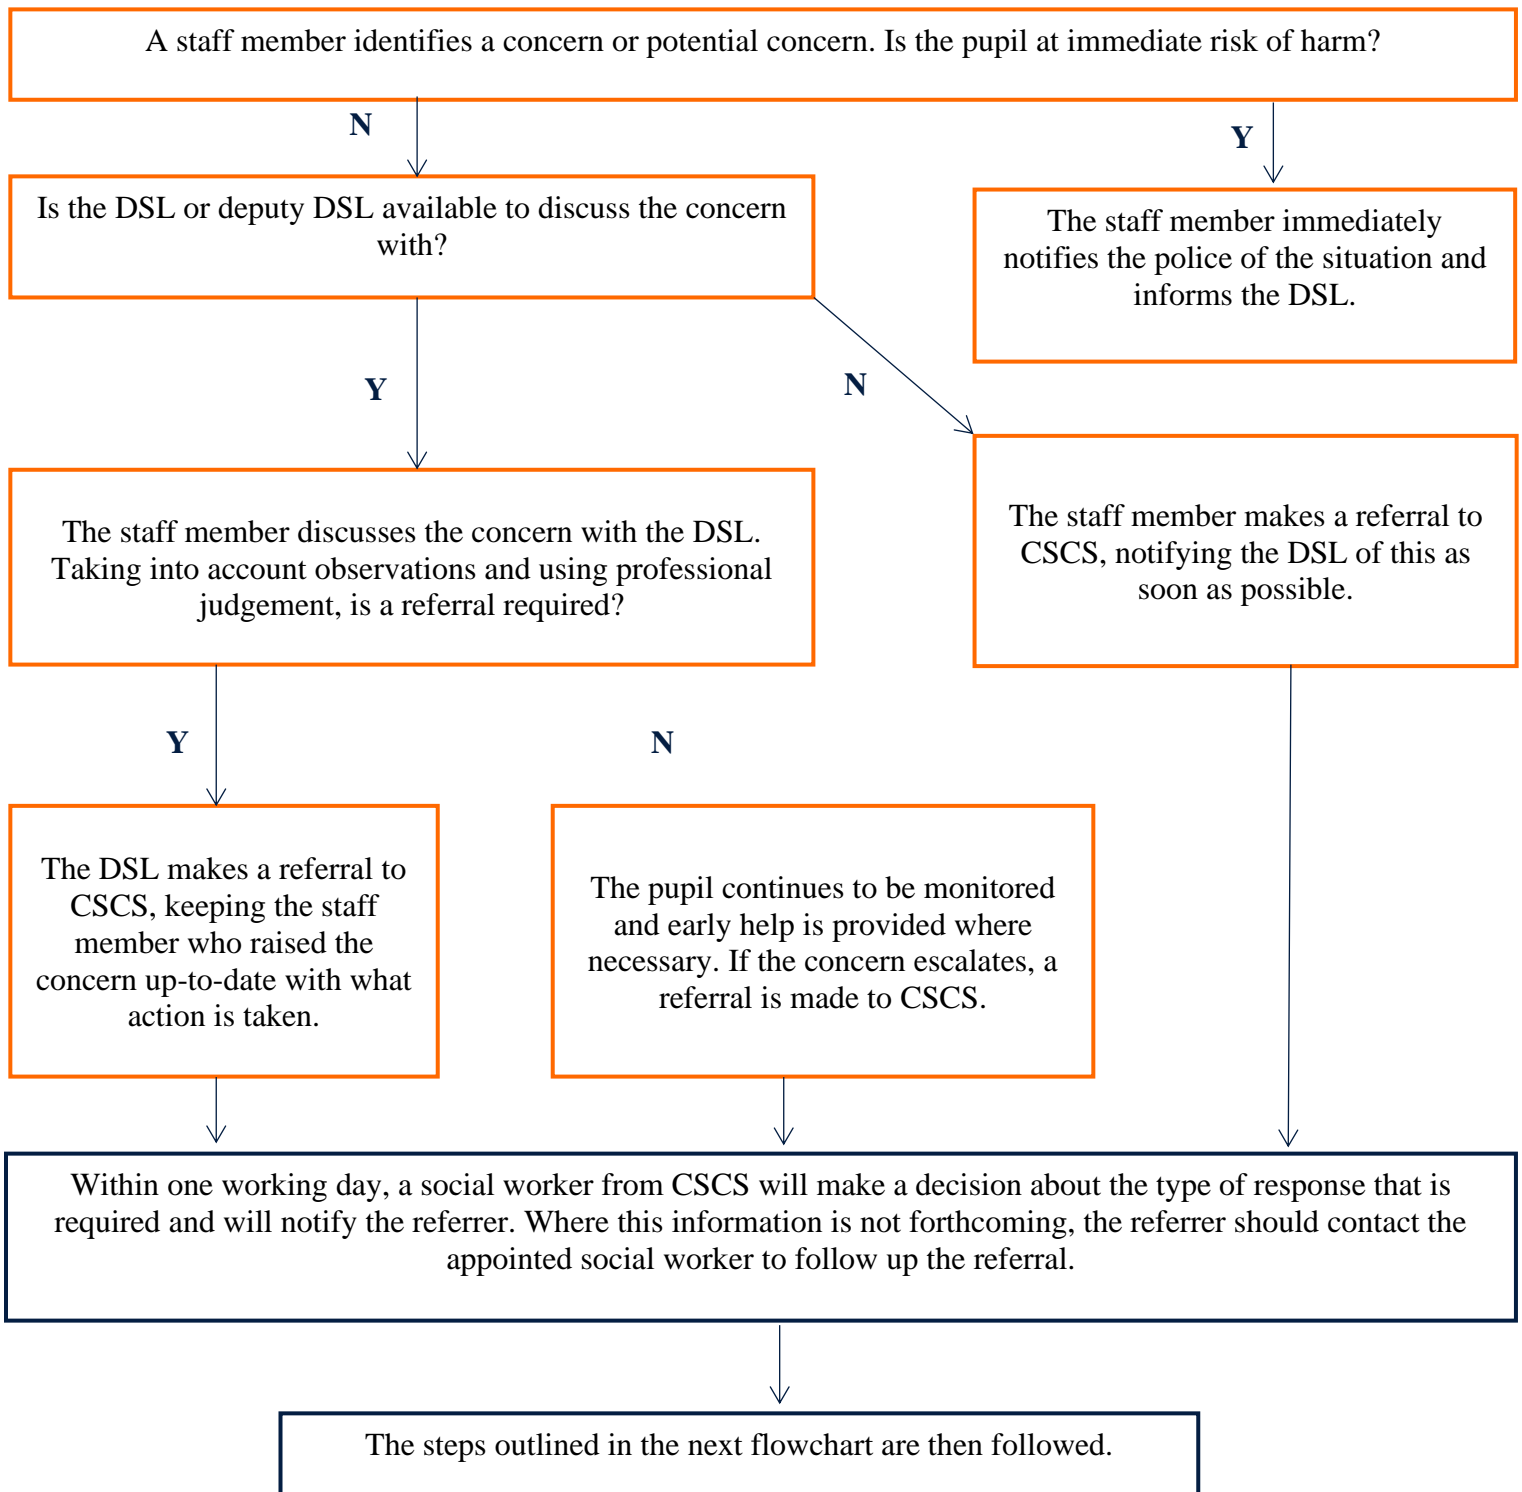 A staff member identifies a concern or potential concern. Is the pupil at immediate risk of harm?
N
Y
Is the DSL or deputy DSL available to discuss the concern
with?
The staff member immediately
notifies the police of the situation and
informs the DSL.
Y
N
The staff member discusses the concern with the DSL.
Taking into account observations and using professional
judgement, is a referral required?
The staff member makes a referral to
CSCS, notifying the DSL of this as
soon as possible.
Y
N
The DSL makes a referral to
CSCS, keeping the staff
member who raised the
concern up-to-date with what
action is taken.
The pupil continues to be monitored
and early help is provided where
necessary. If the concern escalates, a
referral is made to CSCS.
Within one working day, a social worker from CSCS will make a decision about the type of response that is
required and will notify the referrer. Where this information is not forthcoming, the referrer should contact the
appointed social worker to follow up the referral.
The steps outlined in the next flowchart are then followed.